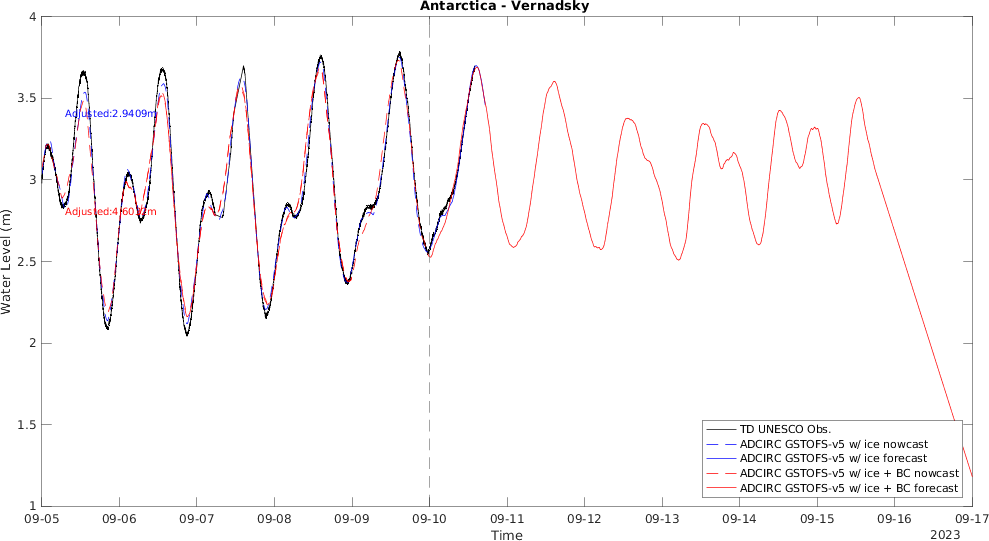 Antarctica - Vernadsky
4
3.5
3
2.5
2
1.5
1
Water Level (m)
Adjusted:2.9409m
TD UNESCO Obs.
ADCIRC GSTOFS-v5 w/ ice nowcast
ADCIRC GSTOFS-v5 w/ ice forecast
ADCIRC GSTOFS-v5 w/ ice + BC nowcast
ADCIRC GSTOFS-v5 w/ ice + BC forecast
09-05 09-06 09-07 09-08 09-09 09-10 09-11 09-12 09-13 09-14 09-15 09-16 09-17
Time
2023